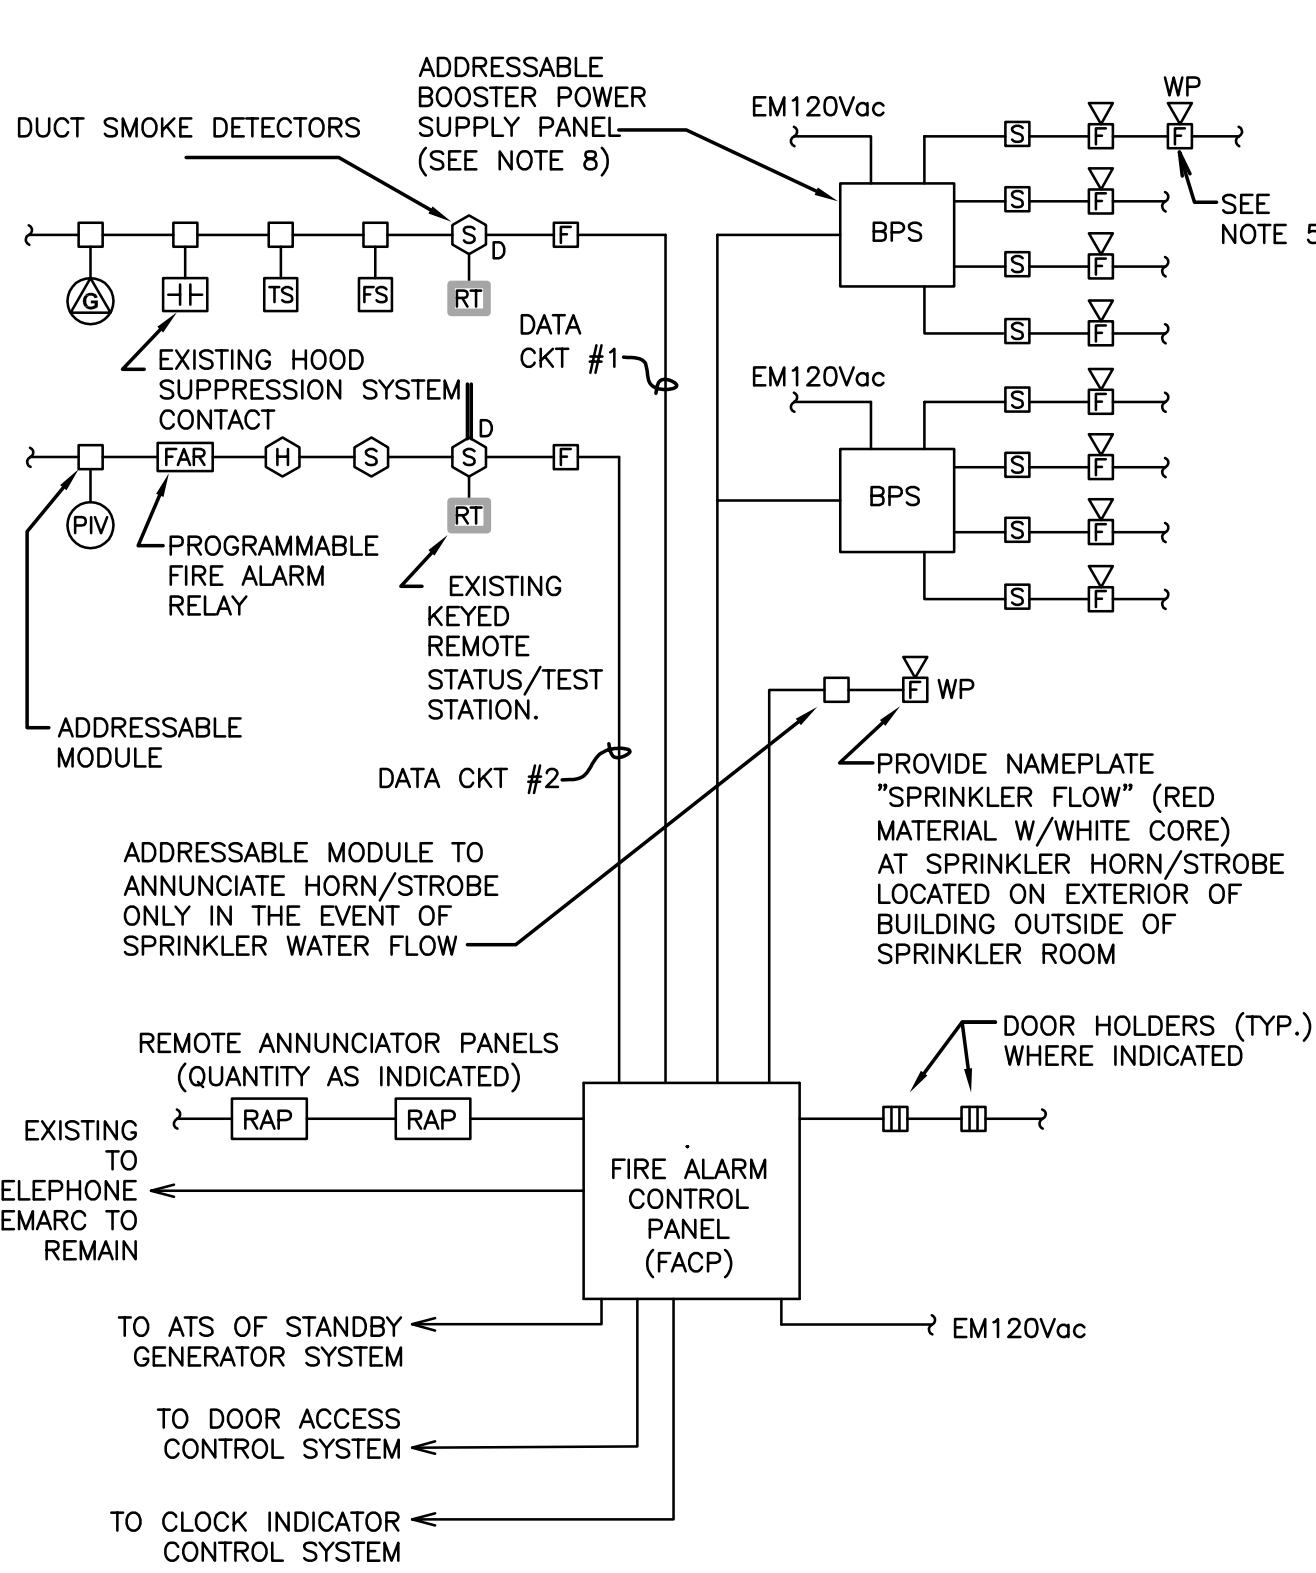 ADDRESSABLE
BOOSTER POWER
SUPPLY PANEL
(SEE NOTE 8)
DUCT SMOKE DETECTORS
EM120Vac
WP
S F F
S F
SEE
NOTE 5
BPS
S F
S F
S D F
G
TS
FS
RT
DATA
CKT #1
EXISTING HOOD
SUPPRESSION SYSTEM
CONTACT
EM120Vac
S F
S F
BPS
S F
S F
D
FAR H S S F
PIV
RT
PROGRAMMABLE
FIRE ALARM
RELAY
EXISTING
KEYED
REMOTE
STATUS/TEST
STATION.
ADDRESSABLE
MODULE
F WP
DATA CKT #2
PROVIDE NAMEPLATE
"SPRINKLER FLOW" (RED
MATERIAL W/WHITE CORE)
AT SPRINKLER HORN/STROBE
LOCATED ON EXTERIOR OF
BUILDING OUTSIDE OF
SPRINKLER ROOM
ADDRESSABLE MODULE TO
ANNUNCIATE HORN/STROBE
ONLY IN THE EVENT OF
SPRINKLER WATER FLOW
DOOR HOLDERS (TYP.)
WHERE INDICATED
REMOTE ANNUNCIATOR PANELS
(QUANTITY AS INDICATED)
RAP RAP
EXISTING
TO
ELEPHONE
EMARC TO
REMAIN
FIRE ALARM
CONTROL
PANEL
(FACP)
TO ATS OF STANDBY
GENERATOR SYSTEM
EM120Vac
TO DOOR ACCESS
CONTROL SYSTEM
TO CLOCK INDICATOR
CONTROL SYSTEM